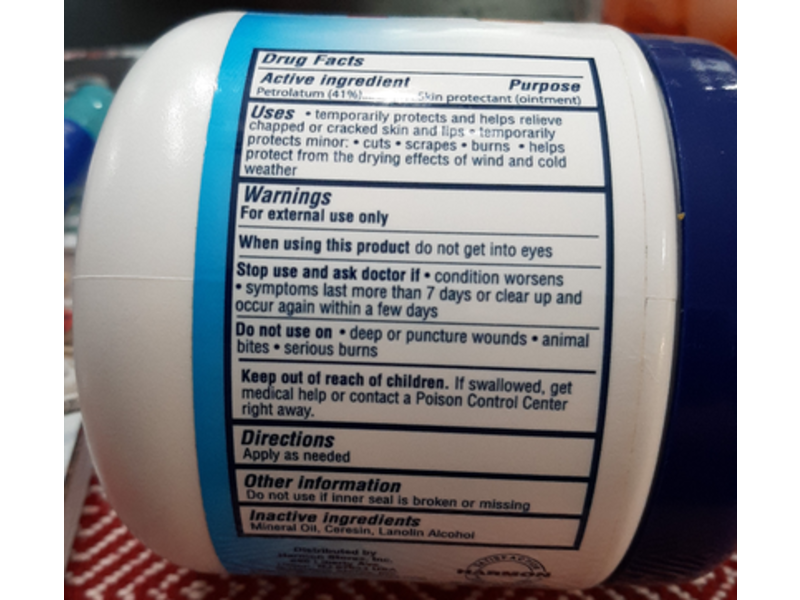 Drug Facts
Active ingredient Purpose
Petrolatum (41%) Skin protectant (ointment)
Uses • temporarily protects and helps relieve
chapped or cracked skin and lips • temporarily
protects minor: • cuts • scrapes • burns • helps
protect from the drying effects of wind and cold
weather
Warnings
For external use only
When using this product do not get into eyes
Stop use and ask doctor if • condition worsens
• symptoms last more than 7 days or clear up and
occur again within a few days
Do not use on • deep or puncture wounds • animal
bites • serious burns
Keep out of reach of children. If swallowed, get
medical help or contact a Poison Control Center
right away.
Directions
Apply as needed
Other information
Do not use if inner seal is broken or missing
Inactive ingredients
Mineral Oil, Ceresin, Lanolin Alcohol
Distributed by
Harmon Stores, Inc.
HARMON